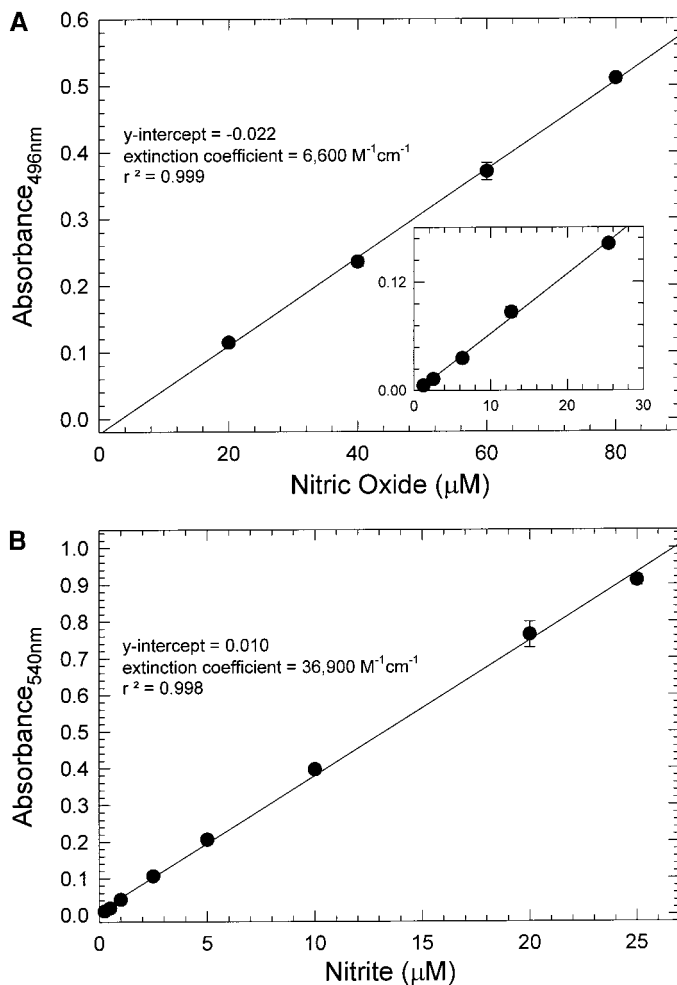 A
0.6
0.5
0.4
0.3
0.2
0.1
0.0
Absorbance496nm
y-intercept = -0.022
extinction coefficient = 6,600 M-1cm-1
r 2 = 0.999
0.12
0.00
0 10 20 30
20 40 60 80
Nitric Oxide (μM)
B
1.0
0.9
0.8
0.7
0.6
0.5
0.4
0.3
0.2
0.1
0.0
Absorbance540nm
y-intercept = 0.010
extinction coefficient = 36,900 M-1cm-1
r 2 = 0.998
0 5 10 15 20 25
Nitrite (μM)